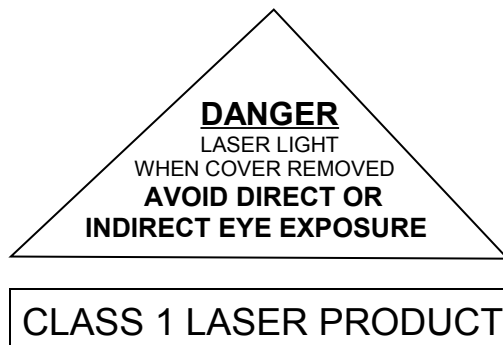 DANGER
LASER LIGHT
WHEN COVER REMOVED
AVOID DIRECT OR
INDIRECT EYE EXPOSURE
CLASS 1 LASER PRODUCT